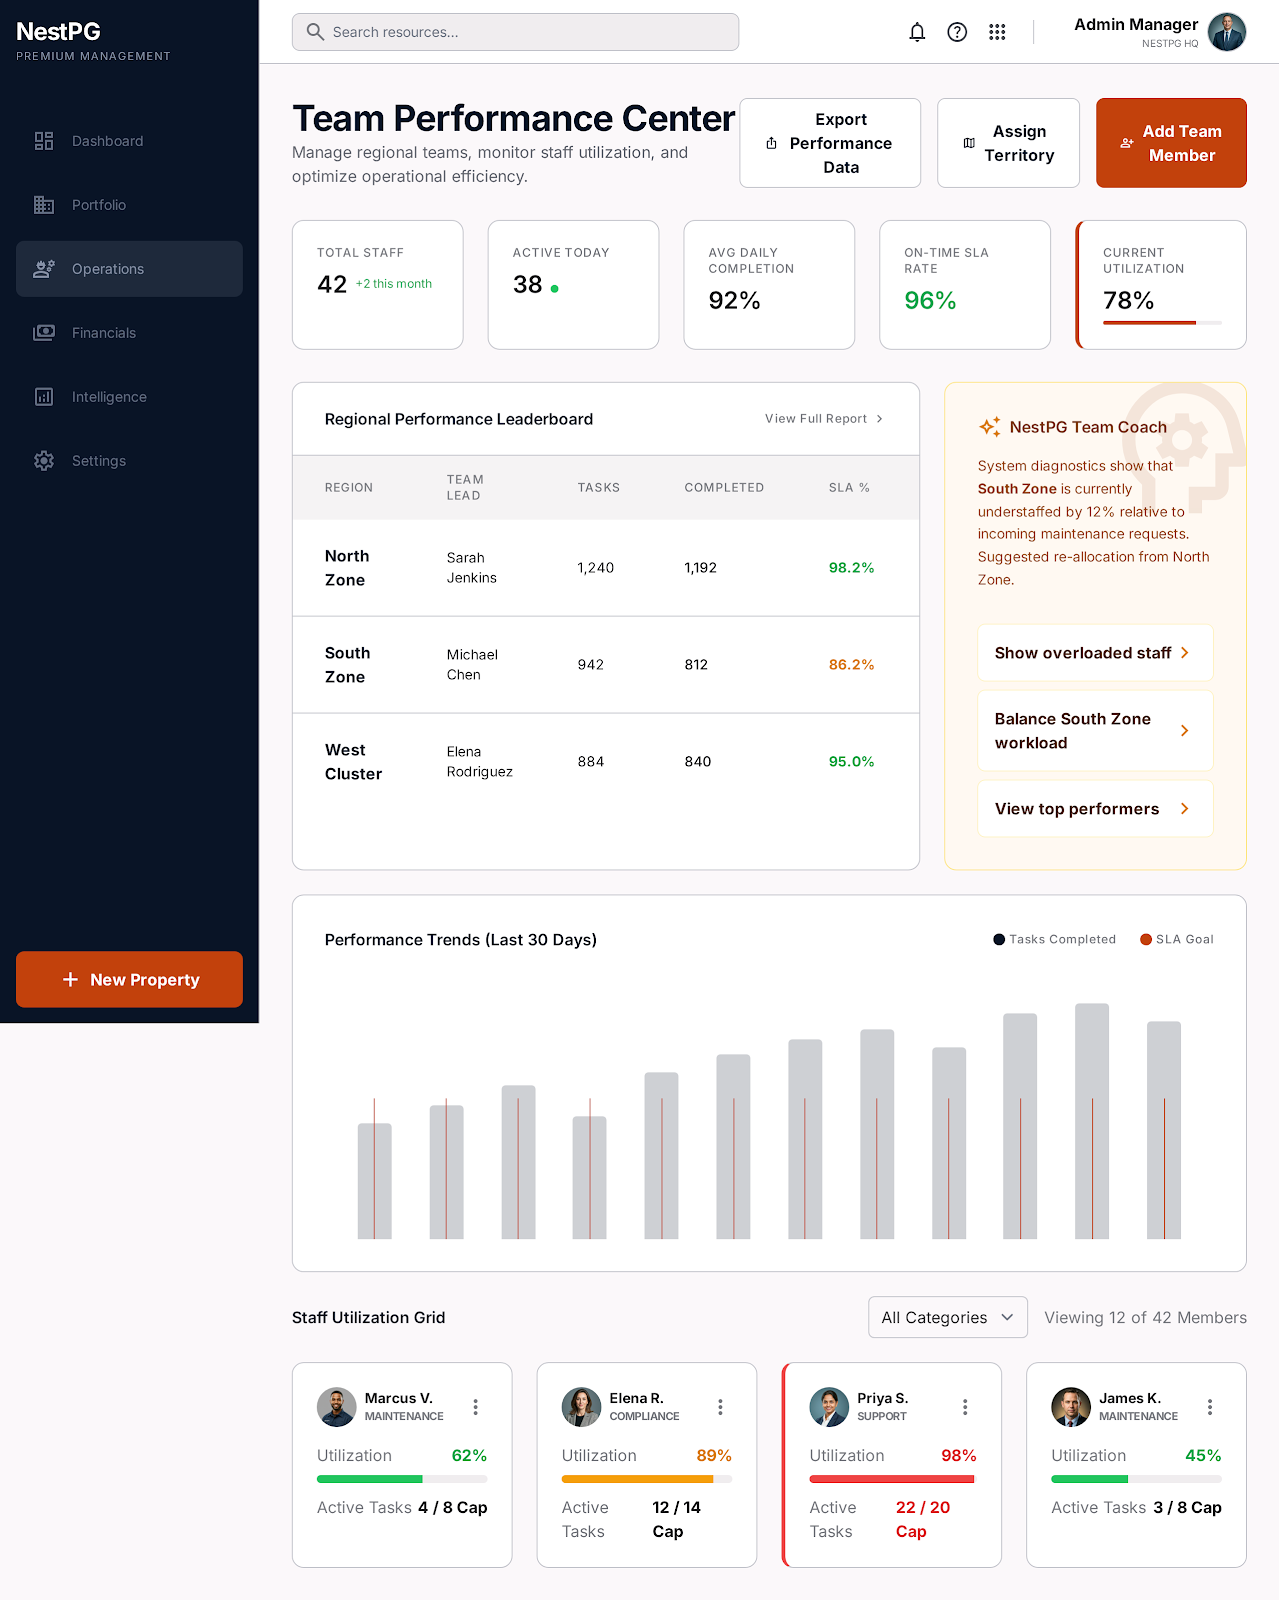 NestPG
PREMIUM MANAGEMENT
Dashboard
Portfolio
Operations
Financials
Intelligence
Settings
New Property
Search resources...
Admin Manager
NESTPG HQ
Team Performance Center
Manage regional teams, monitor staff utilization, and
optimize operational efficiency.
Export
Performance
Data
Assign
Territory
Add Team
Member
TOTAL STAFF
42 +2 this month
ACTIVE TODAY
38
AVG DAILY
COMPLETION
92%
ON-TIME SLA
RATE
96%
CURRENT
UTILIZATION
78%
Regional Performance Leaderboard
View Full Report
REGION
TEAM
LEAD
TASKS
COMPLETED
SLA %
North
Zone
Sarah
Jenkins
1,240
1,192
98.2%
South
Zone
Michael
Chen
942
812
86.2%
West
Cluster
Elena
Rodriguez
884
840
95.0%
NestPG Team Coach
System diagnostics show that
South Zone is currently
understaffed by 12% relative to
incoming maintenance requests.
Suggested re-allocation from North
Zone.
Show overloaded staff
Balance South Zone
workload
View top performers
Performance Trends (Last 30 Days)
Tasks Completed
SLA Goal
Staff Utilization Grid
All Categories
Viewing 12 of 42 Members
Marcus V.
MAINTENANCE
Utilization 62%
Active Tasks 4 / 8 Cap
Elena R.
COMPLIANCE
Utilization 89%
Active
Tasks
12 / 14
Cap
Priya S.
SUPPORT
Utilization 98%
Active
Tasks
22 / 20
Cap
James K.
MAINTENANCE
Utilization 45%
Active Tasks 3 / 8 Cap